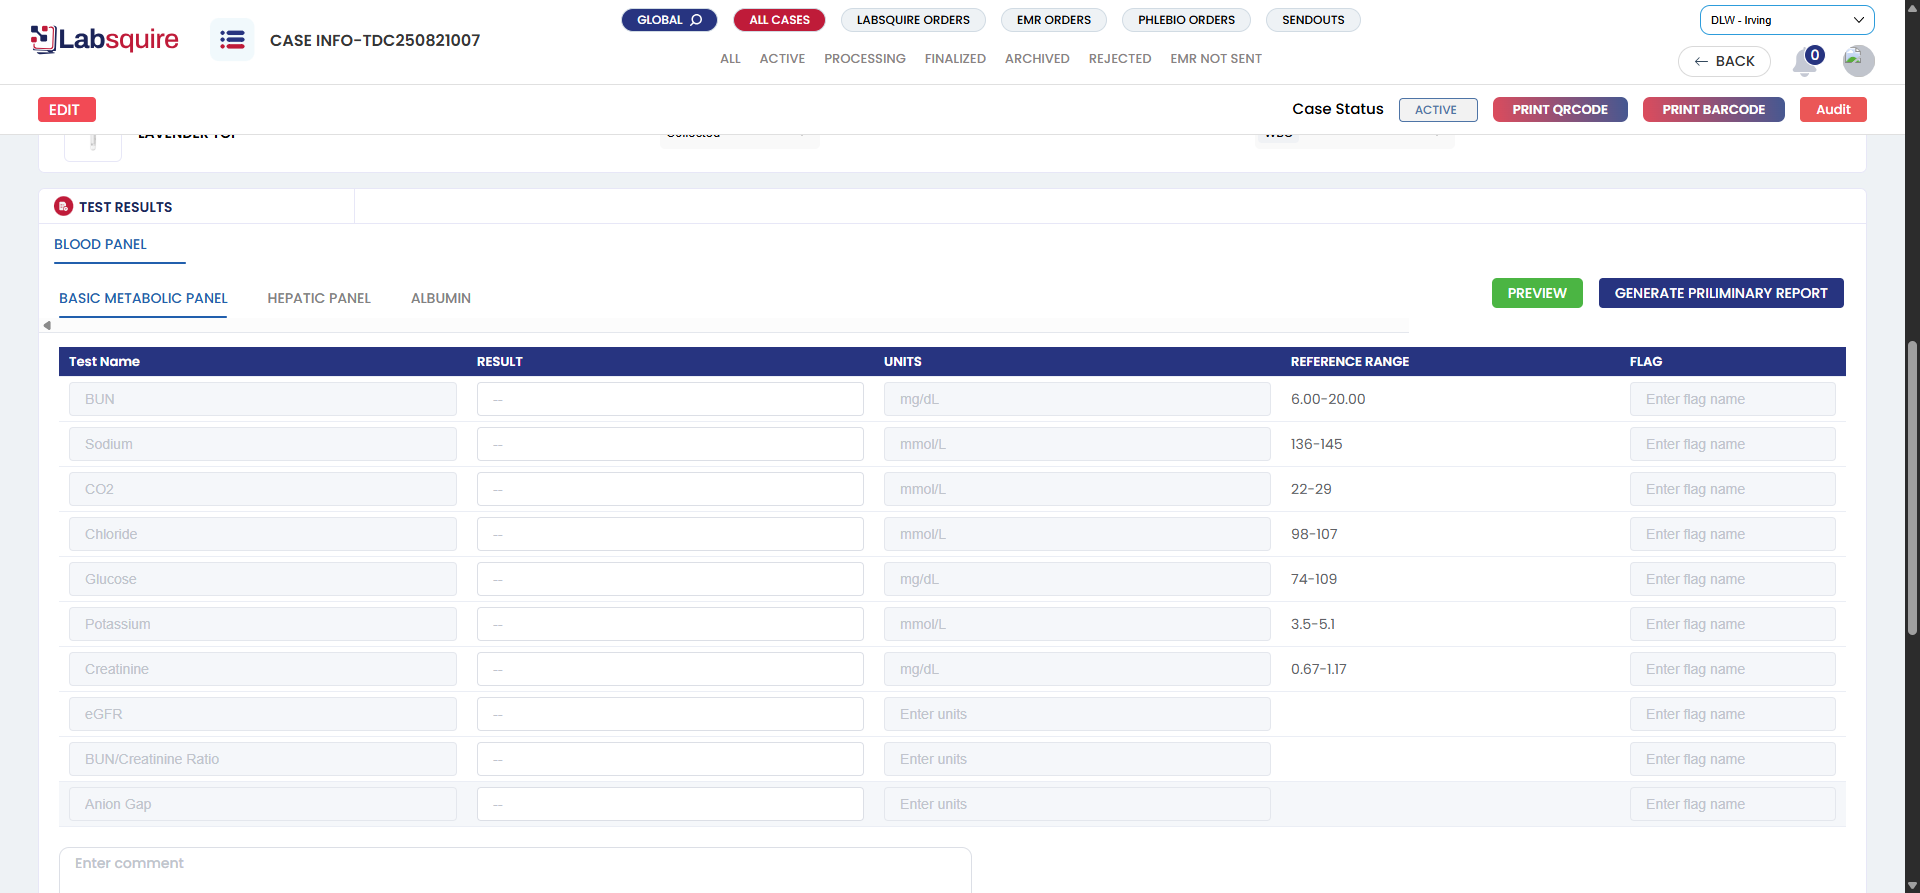 Labsquire
CASE INFO-TDC250821007
GLOBAL
ALL CASES
LABSQUIRE ORDERS
EMR ORDERS
PHLEBIO ORDERS
SENDOUTS
DLW - Irving
ALL
ACTIVE
PROCESSING
FINALIZED
ARCHIVED
REJECTED
EMR NOT SENT
BACK
0
EDIT
Case Status
ACTIVE
PRINT QRCODE
PRINT BARCODE
Audit
LAVENDER TOP
Collected
WBC
TEST RESULTS
BLOOD PANEL
BASIC METABOLIC PANEL
HEPATIC PANEL
ALBUMIN
PREVIEW
GENERATE PRILIMINARY REPORT
Test Name RESULT UNITS REFERENCE RANGE FLAG
BUN -- mg/dL 6.00-20.00 Enter flag name
Sodium -- mmol/L 136-145 Enter flag name
CO2 -- mmol/L 22-29 Enter flag name
Chloride -- mmol/L 98-107 Enter flag name
Glucose -- mg/dL 74-109 Enter flag name
Potassium -- mmol/L 3.5-5.1 Enter flag name
Creatinine -- mg/dL 0.67-1.17 Enter flag name
eGFR -- Enter units Enter flag name
BUN/Creatinine Ratio -- Enter units Enter flag name
Anion Gap -- Enter units Enter flag name
Enter comment